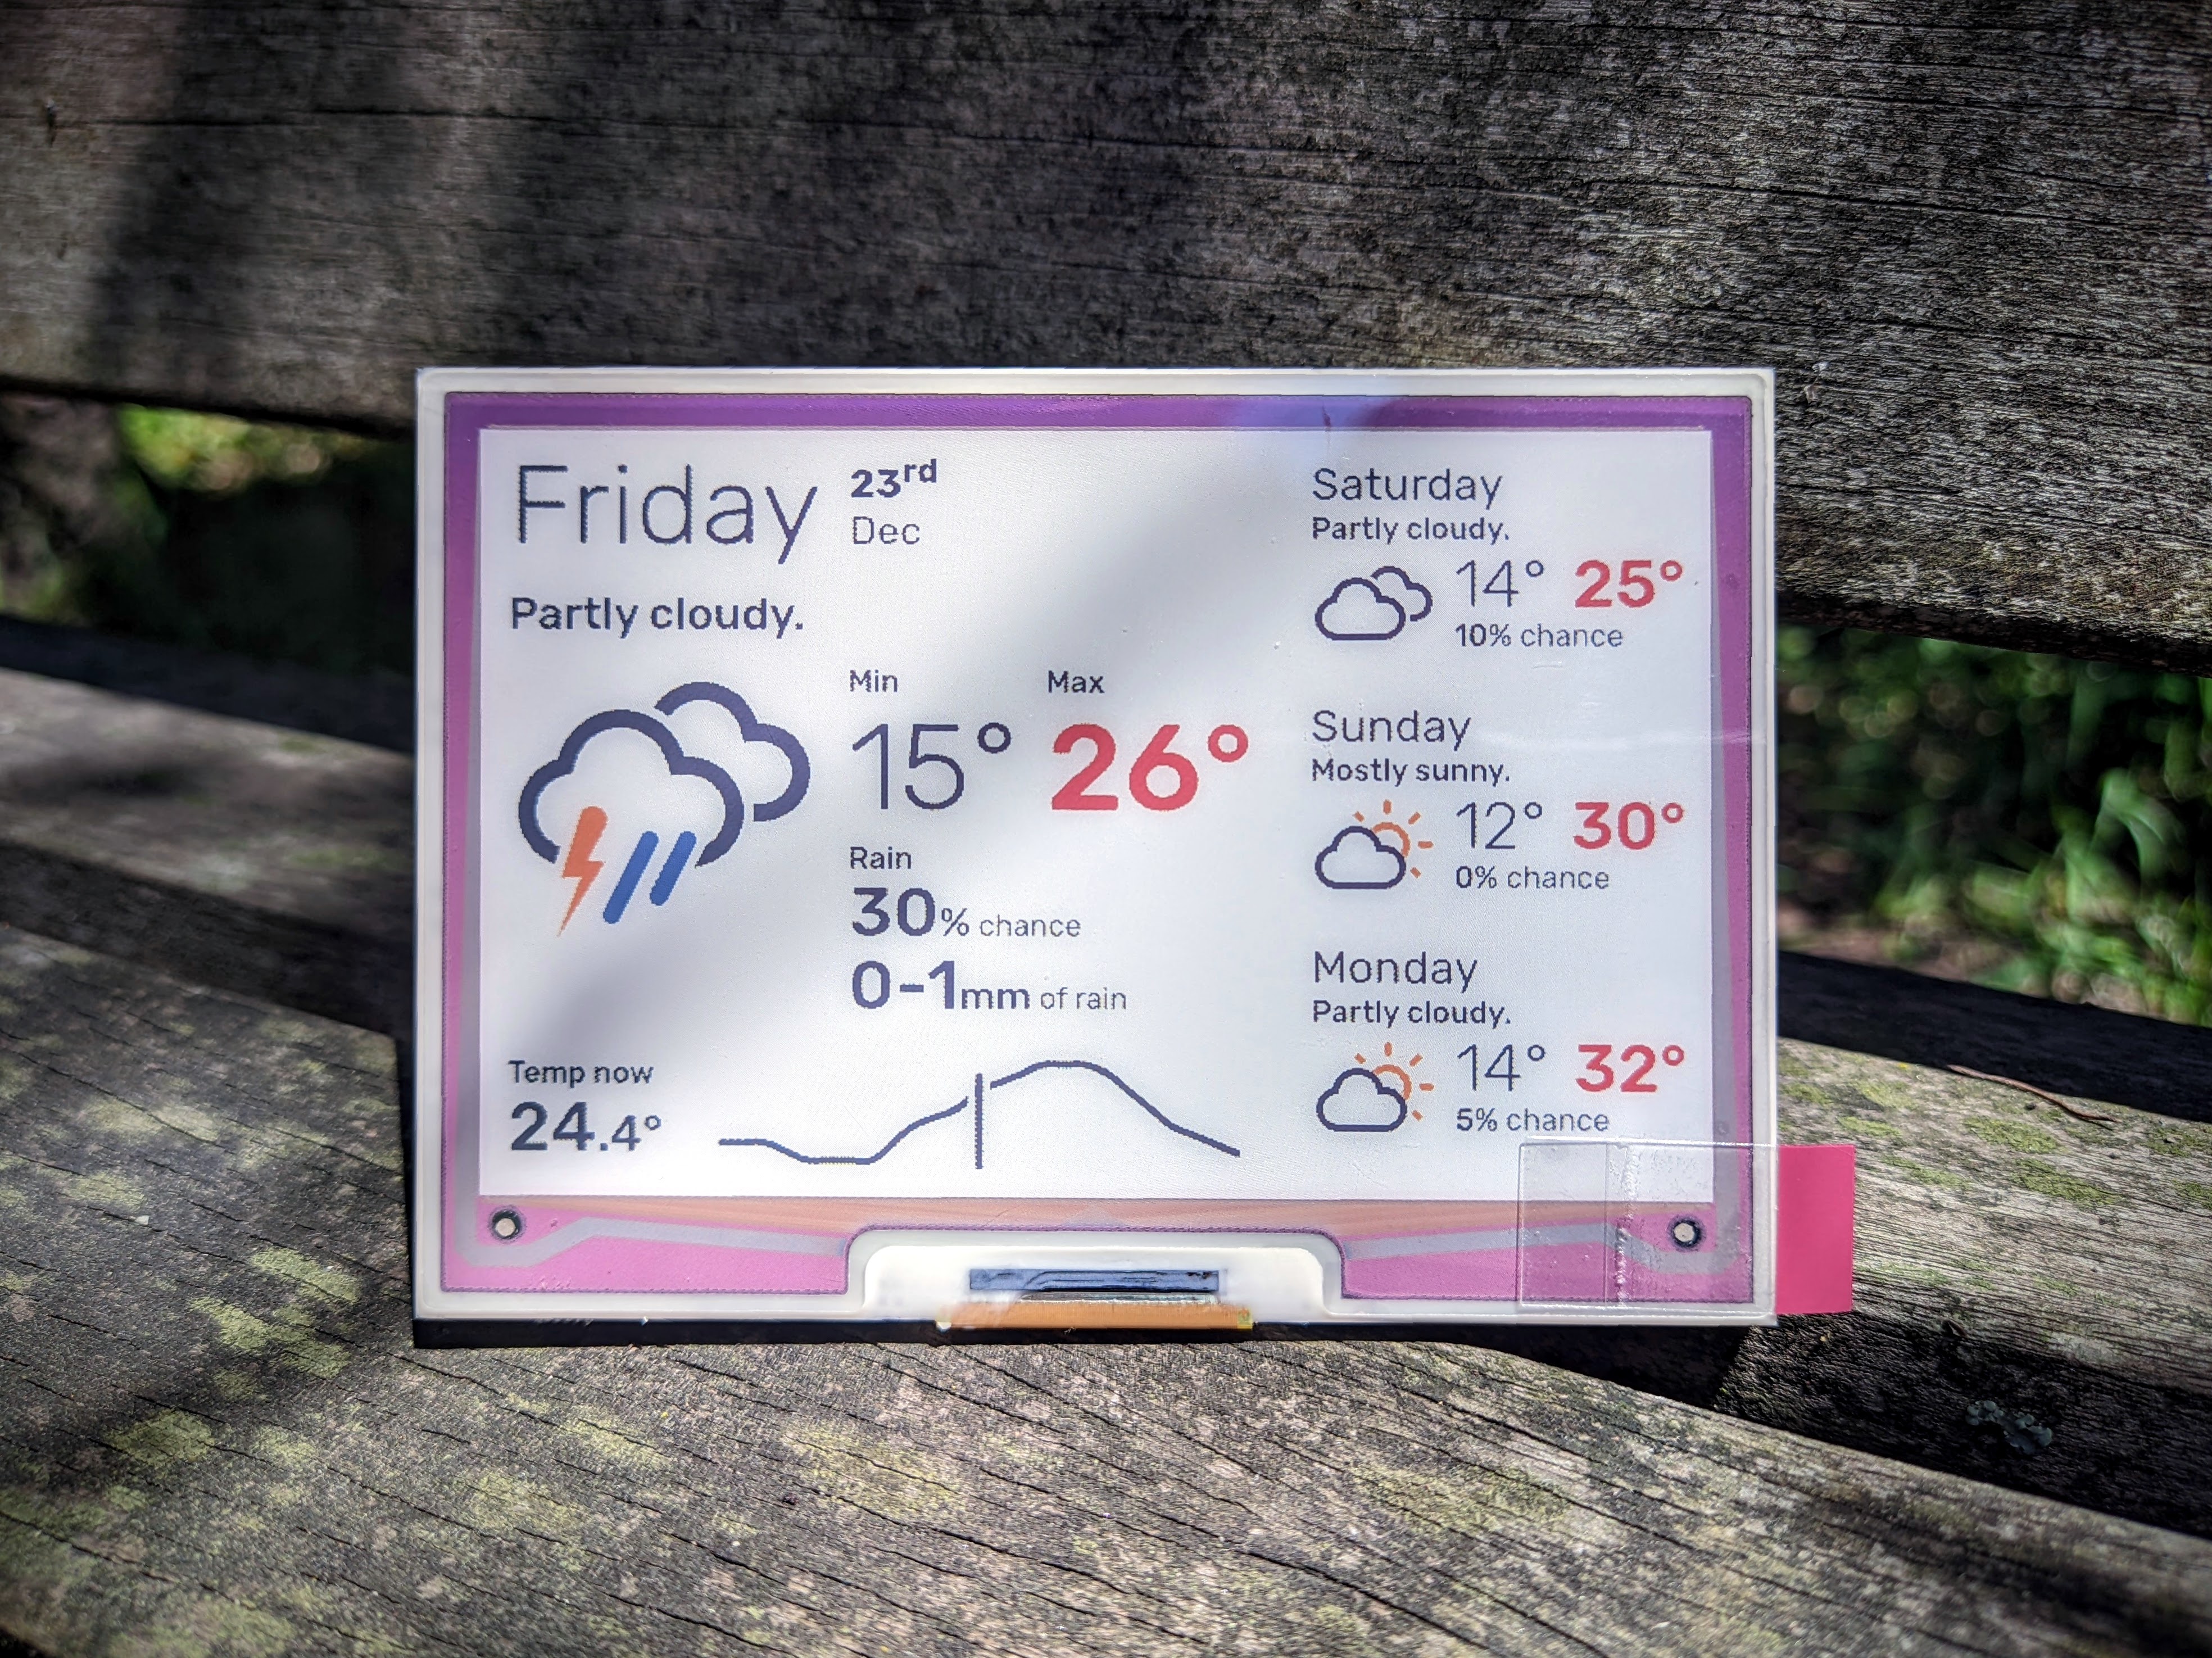 Friday 23rd
Dec
Partly cloudy.
Min Max
15° 26°
Rain
30% chance
0-1mm of rain
Temp now
24.4°
Saturday
Partly cloudy.
14° 25°
10% chance
Sunday
Mostly sunny.
12° 30°
0% chance
Monday
Partly cloudy.
14° 32°
5% chance